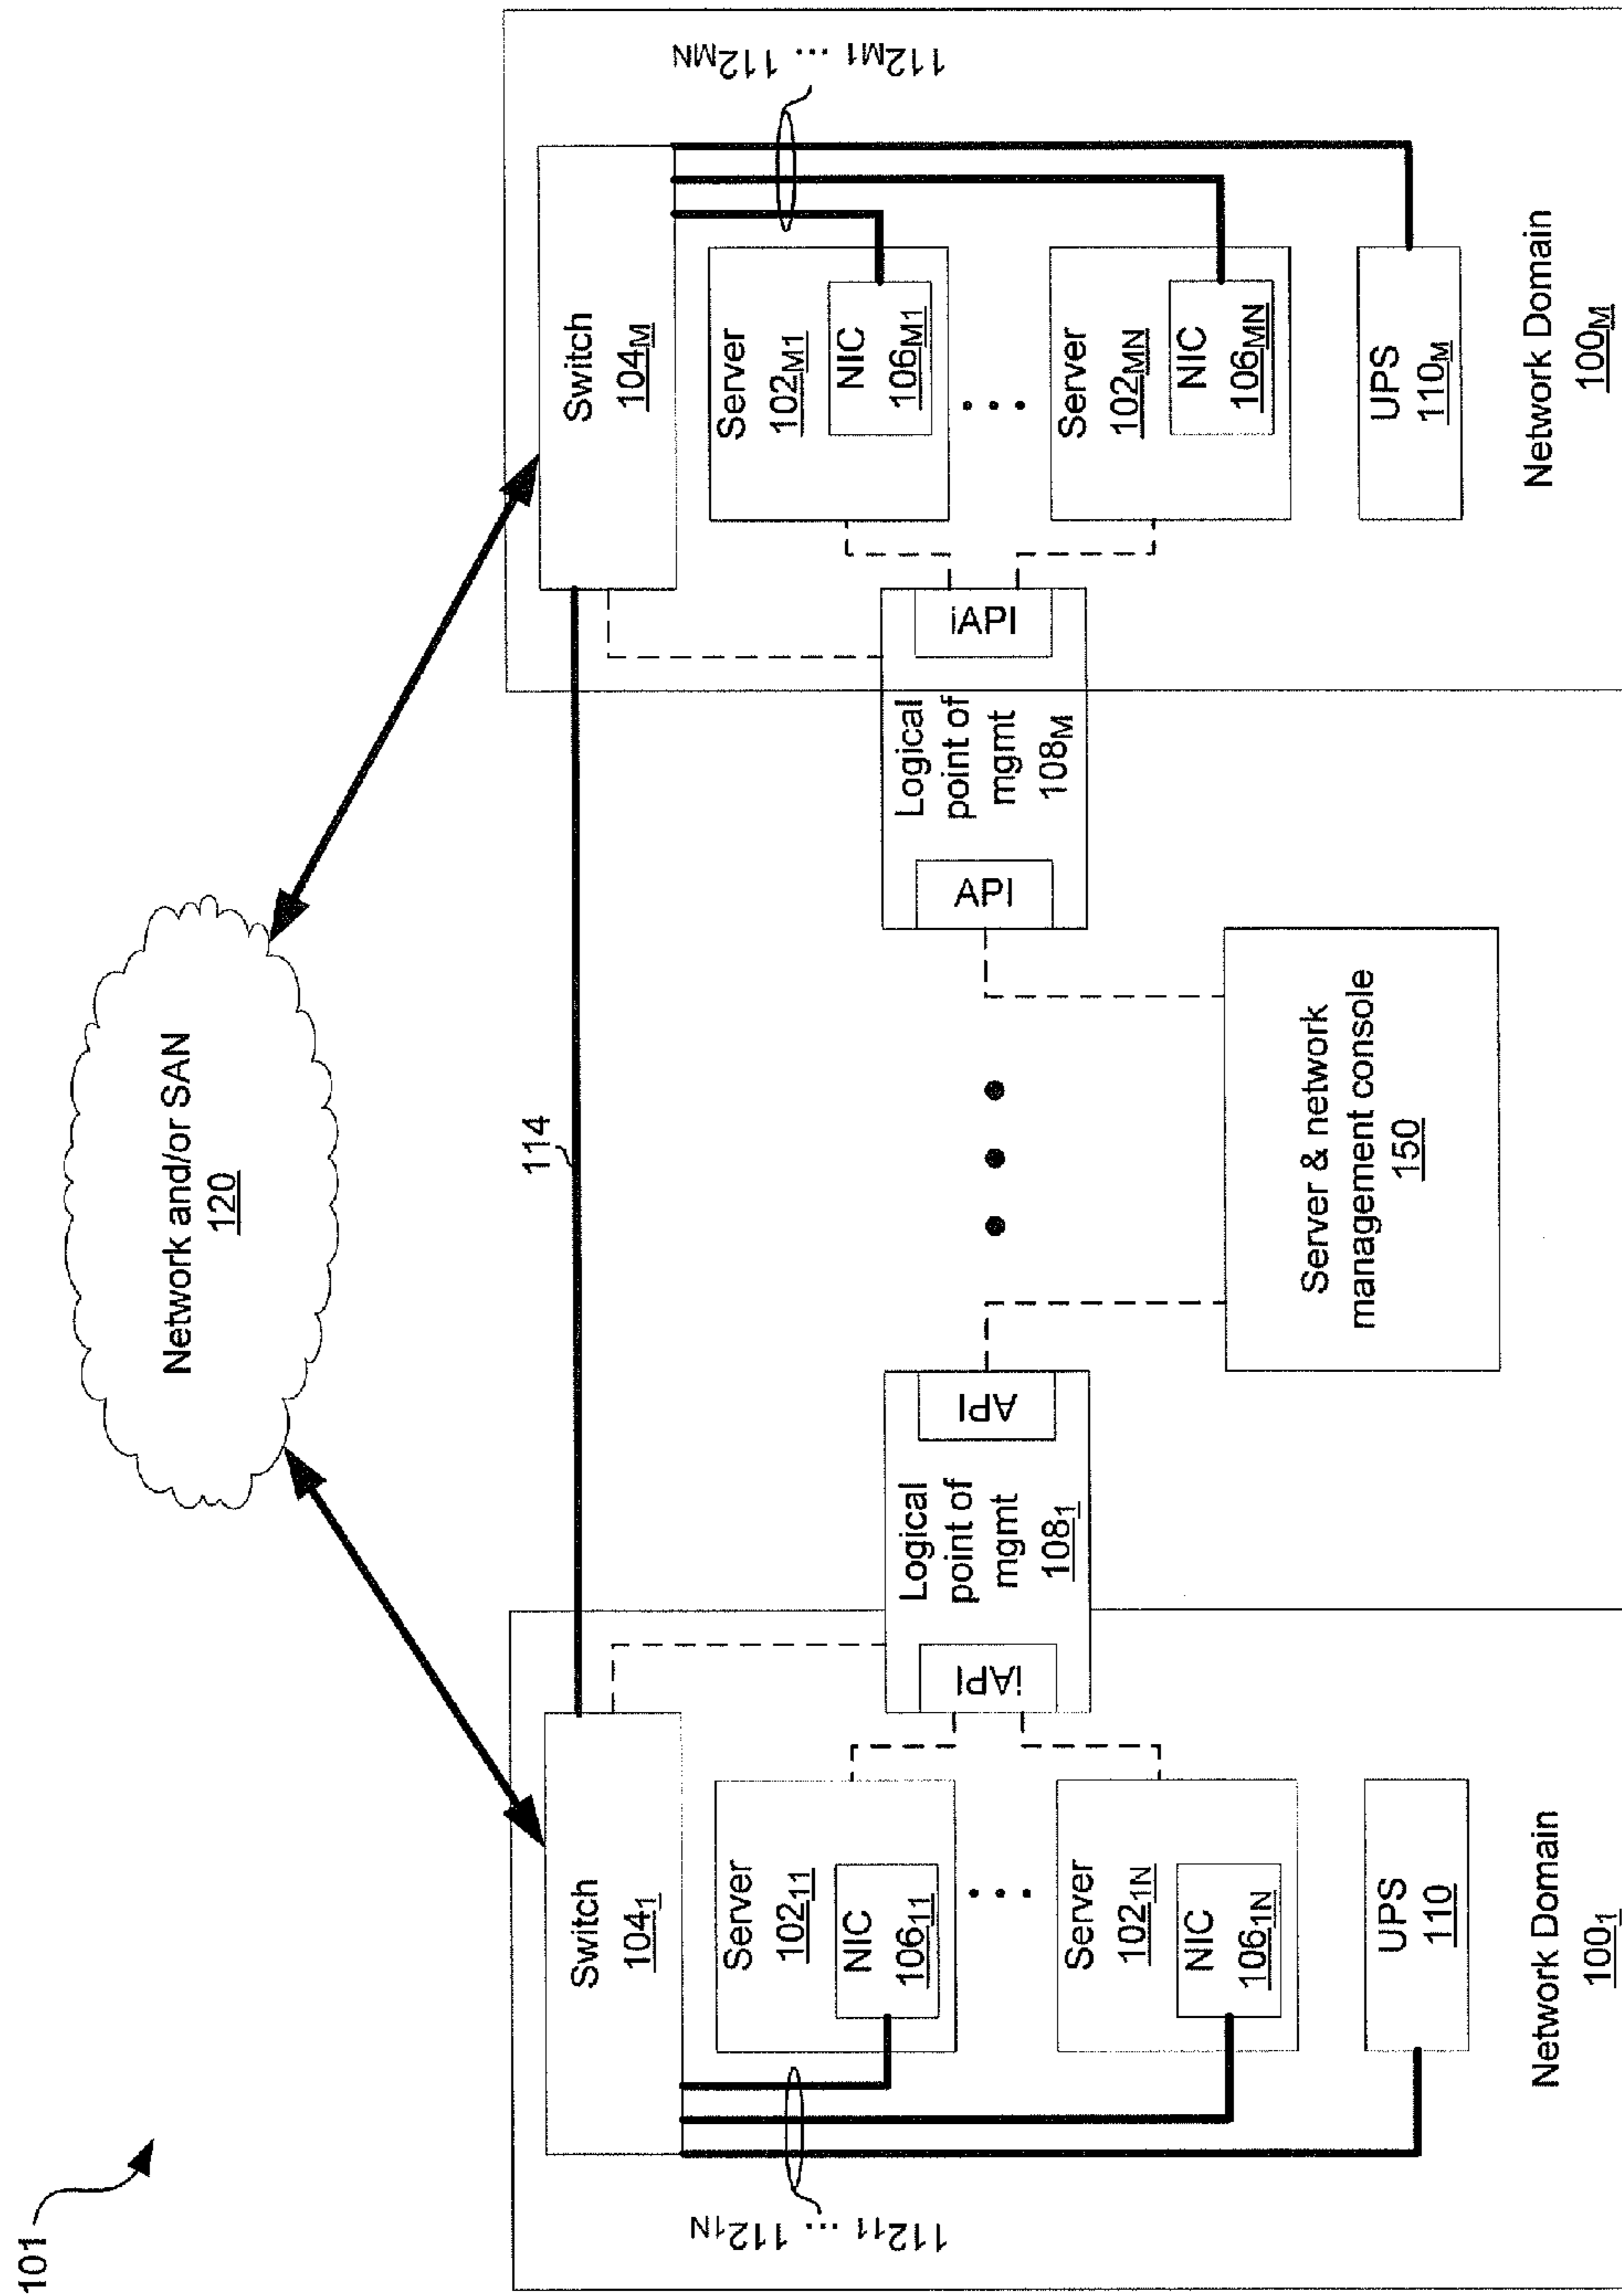 101
Network and/or SAN
120
114
Switch
104₁
Server
102₁₁
NIC
106₁₁
...
Server
102₁N
NIC
106₁N
UPS
110
Network Domain
100₁
112₁₁ ... 112₁N
iAPI
Logical
point of
mgmt
108₁
API
...
Server & network
management console
150
API
Logical
point of
mgmt
108M
iAPI
Switch
104M
Server
102M1
NIC
106M1
...
Server
102MN
NIC
106MN
UPS
110M
Network Domain
100M
112M1 ... 112MN